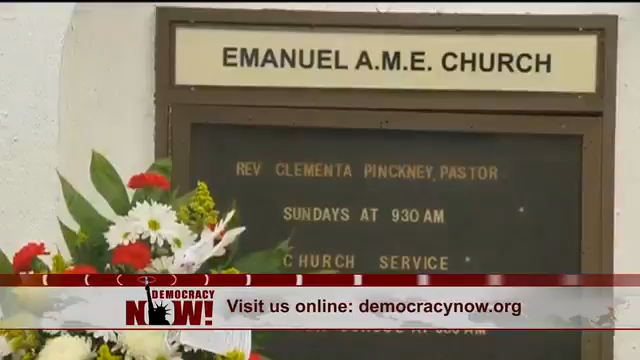 EMANUEL A.M.E. CHURCH
REV CLEMENTA PINCKNEY, PASTOR
SUNDAYS AT 930 AM
CHURCH SERVICE
DEMOCRACY
NOW!
Visit us online: democracynow.org